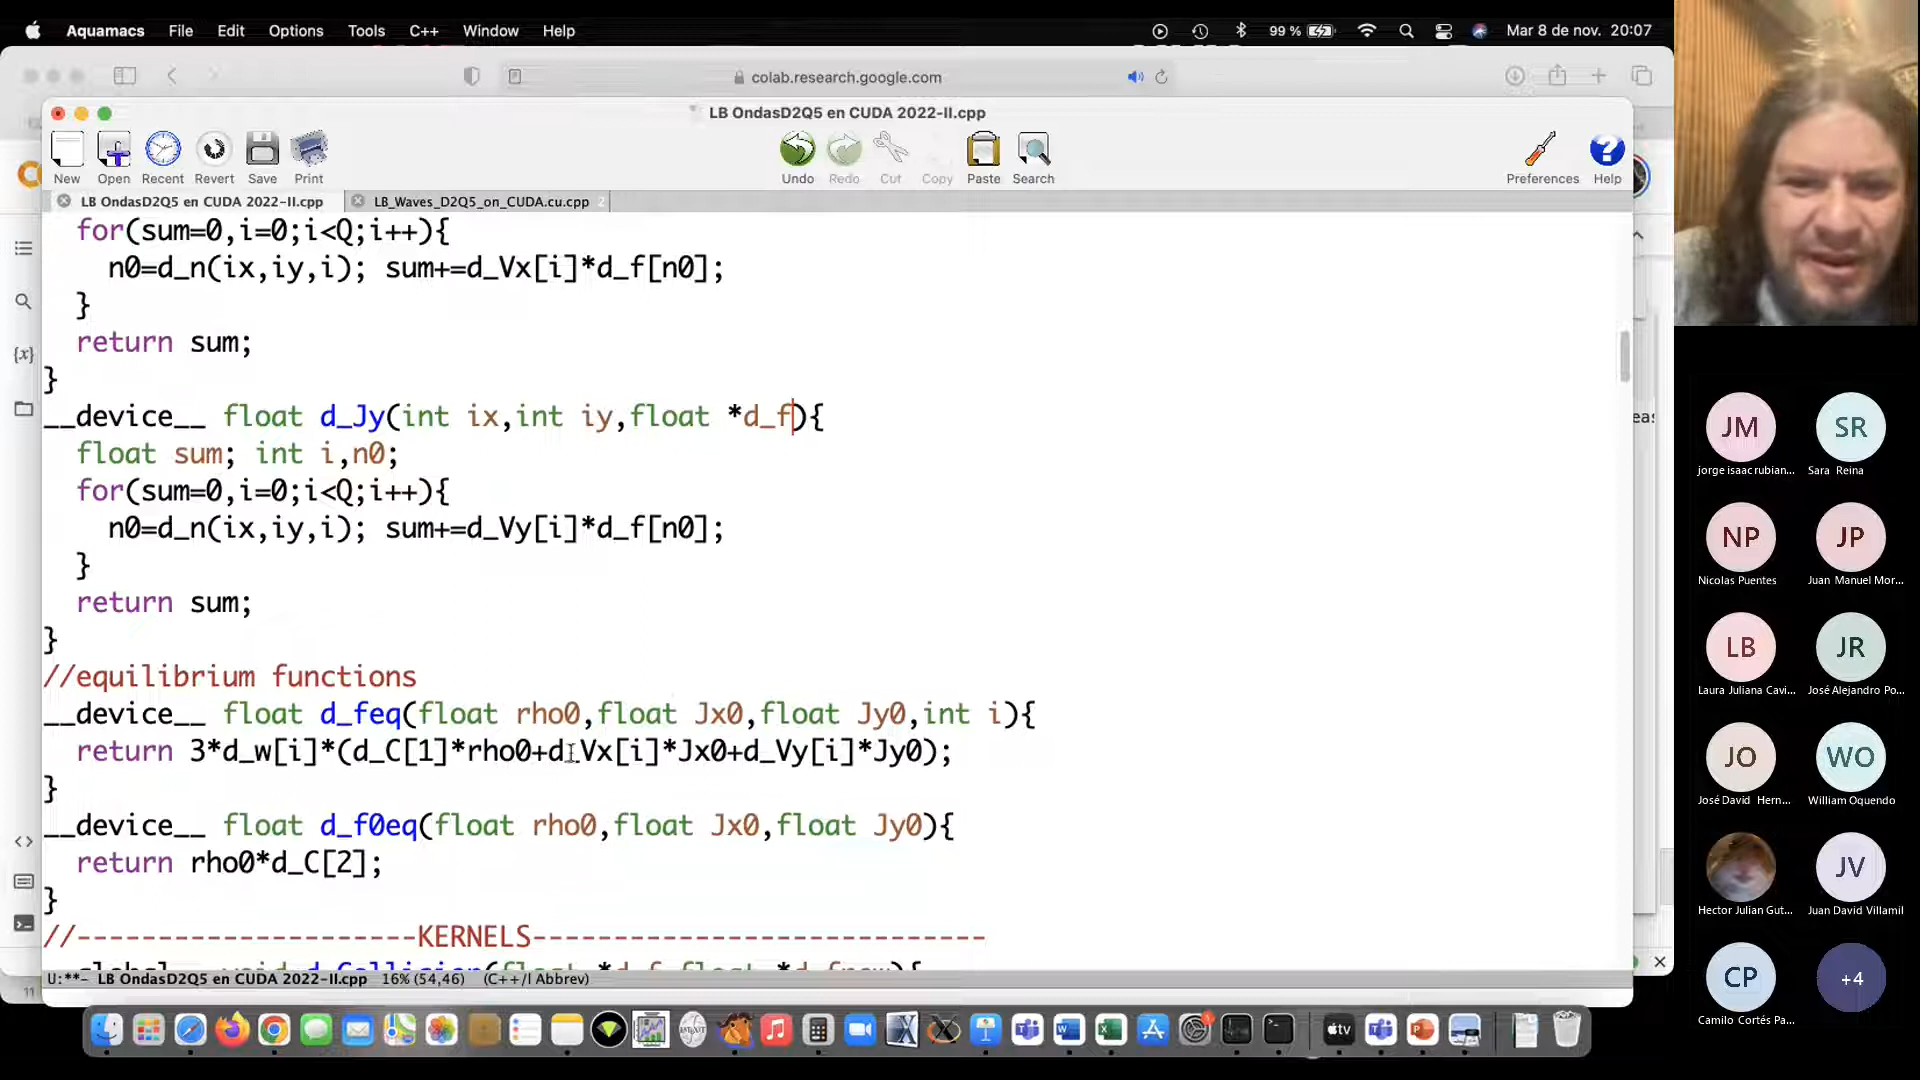 Aquamacs File Edit Options Tools C++ Window Help 99 % Mar 8 de nov. 20:07
colab.research.google.com
LB OndasD2Q5 en CUDA 2022-II.cpp
New Open Recent Revert Save Print Undo Redo Cut Copy Paste Search Preferences Help
LB OndasD2Q5 en CUDA 2022-II.cpp LB_Waves_D2Q5_on_CUDA.cu.cpp 2
for(sum=0,i=0;i<Q;i++){
n0=d_n(ix,iy,i); sum+=d_Vx[i]*d_f[n0];
}
return sum;
}
__device__ float d_Jy(int ix,int iy,float *d_f){
float sum; int i,n0;
for(sum=0,i=0;i<Q;i++){
n0=d_n(ix,iy,i); sum+=d_Vy[i]*d_f[n0];
}
return sum;
}
//equilibrium functions
__device__ float d_feq(float rho0,float Jx0,float Jy0,int i){
return 3*d_w[i]*(d_C[1]*rho0+d_Vx[i]*Jx0+d_Vy[i]*Jy0);
}
__device__ float d_f0eq(float rho0,float Jx0,float Jy0){
return rho0*d_C[2];
}
//---------------------KERNELS----------------------------
U:**- LB OndasD2Q5 en CUDA 2022-II.cpp 16% (54,46) (C++/l Abbrev)
11
{x}
eas
tv
JM SR
jorge isaac rubian... Sara Reina
NP JP
Nicolas Puentes Juan Manuel Mor...
LB JR
Laura Juliana Cavi... José Alejandro Po...
JO WO
José David Hern... William Oquendo
JV
Hector Julian Gut... Juan David Villamil
CP +4
Camilo Cortés Pa...